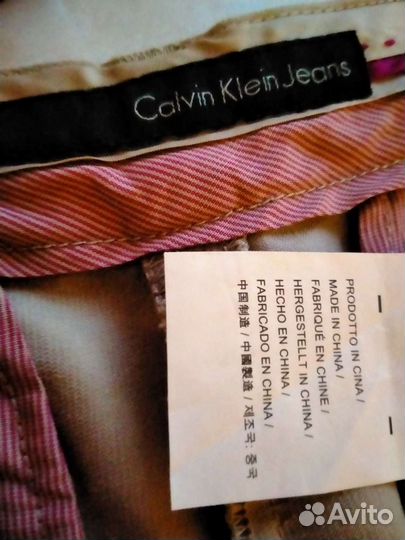 Calvin Klein Jeans
PRODOTTO IN CINA /
MADE IN CHINA /
FABRIQUÉ EN CHINE /
HERGESTELLT IN CHINA /
HECHO EN CHINA /
FABRICADO EN CHINA /
中国制造 / 中國製造 / 제조국: 중국
Avito